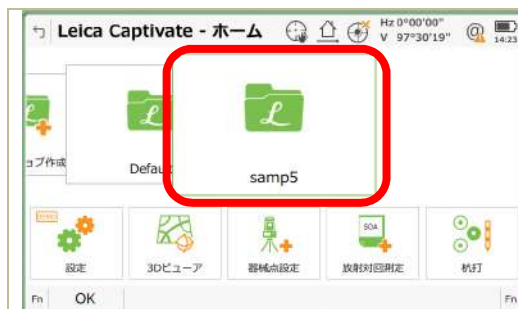 Leica Captivate - ホーム
Hz 0°00'00"
V 97°30'19"
14:23
ョブ作成
Defau
samp5
SOA
設定
3Dビューア
器械点設定
放射対回測定
杭打
Fn
OK
Fn